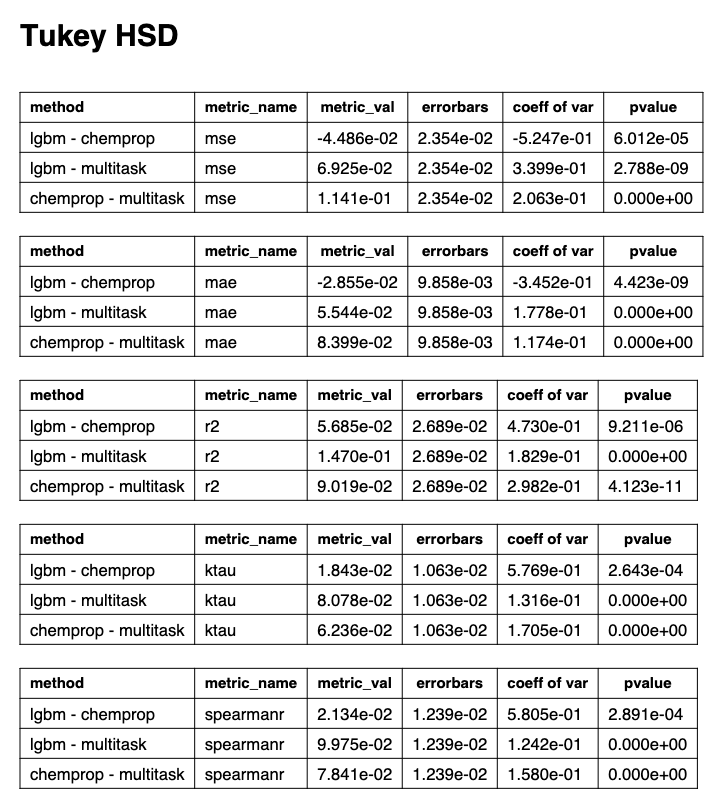 Tukey HSD
method metric_name metric_val errorbars coeff of var pvalue
lgbm - chemprop mse -4.486e-02 2.354e-02 -5.247e-01 6.012e-05
lgbm - multitask mse 6.925e-02 2.354e-02 3.399e-01 2.788e-09
chemprop - multitask mse 1.141e-01 2.354e-02 2.063e-01 0.000e+00
method metric_name metric_val errorbars coeff of var pvalue
lgbm - chemprop mae -2.855e-02 9.858e-03 -3.452e-01 4.423e-09
lgbm - multitask mae 5.544e-02 9.858e-03 1.778e-01 0.000e+00
chemprop - multitask mae 8.399e-02 9.858e-03 1.174e-01 0.000e+00
method metric_name metric_val errorbars coeff of var pvalue
lgbm - chemprop r2 5.685e-02 2.689e-02 4.730e-01 9.211e-06
lgbm - multitask r2 1.470e-01 2.689e-02 1.829e-01 0.000e+00
chemprop - multitask r2 9.019e-02 2.689e-02 2.982e-01 4.123e-11
method metric_name metric_val errorbars coeff of var pvalue
lgbm - chemprop ktau 1.843e-02 1.063e-02 5.769e-01 2.643e-04
lgbm - multitask ktau 8.078e-02 1.063e-02 1.316e-01 0.000e+00
chemprop - multitask ktau 6.236e-02 1.063e-02 1.705e-01 0.000e+00
method metric_name metric_val errorbars coeff of var pvalue
lgbm - chemprop spearmanr 2.134e-02 1.239e-02 5.805e-01 2.891e-04
lgbm - multitask spearmanr 9.975e-02 1.239e-02 1.242e-01 0.000e+00
chemprop - multitask spearmanr 7.841e-02 1.239e-02 1.580e-01 0.000e+00